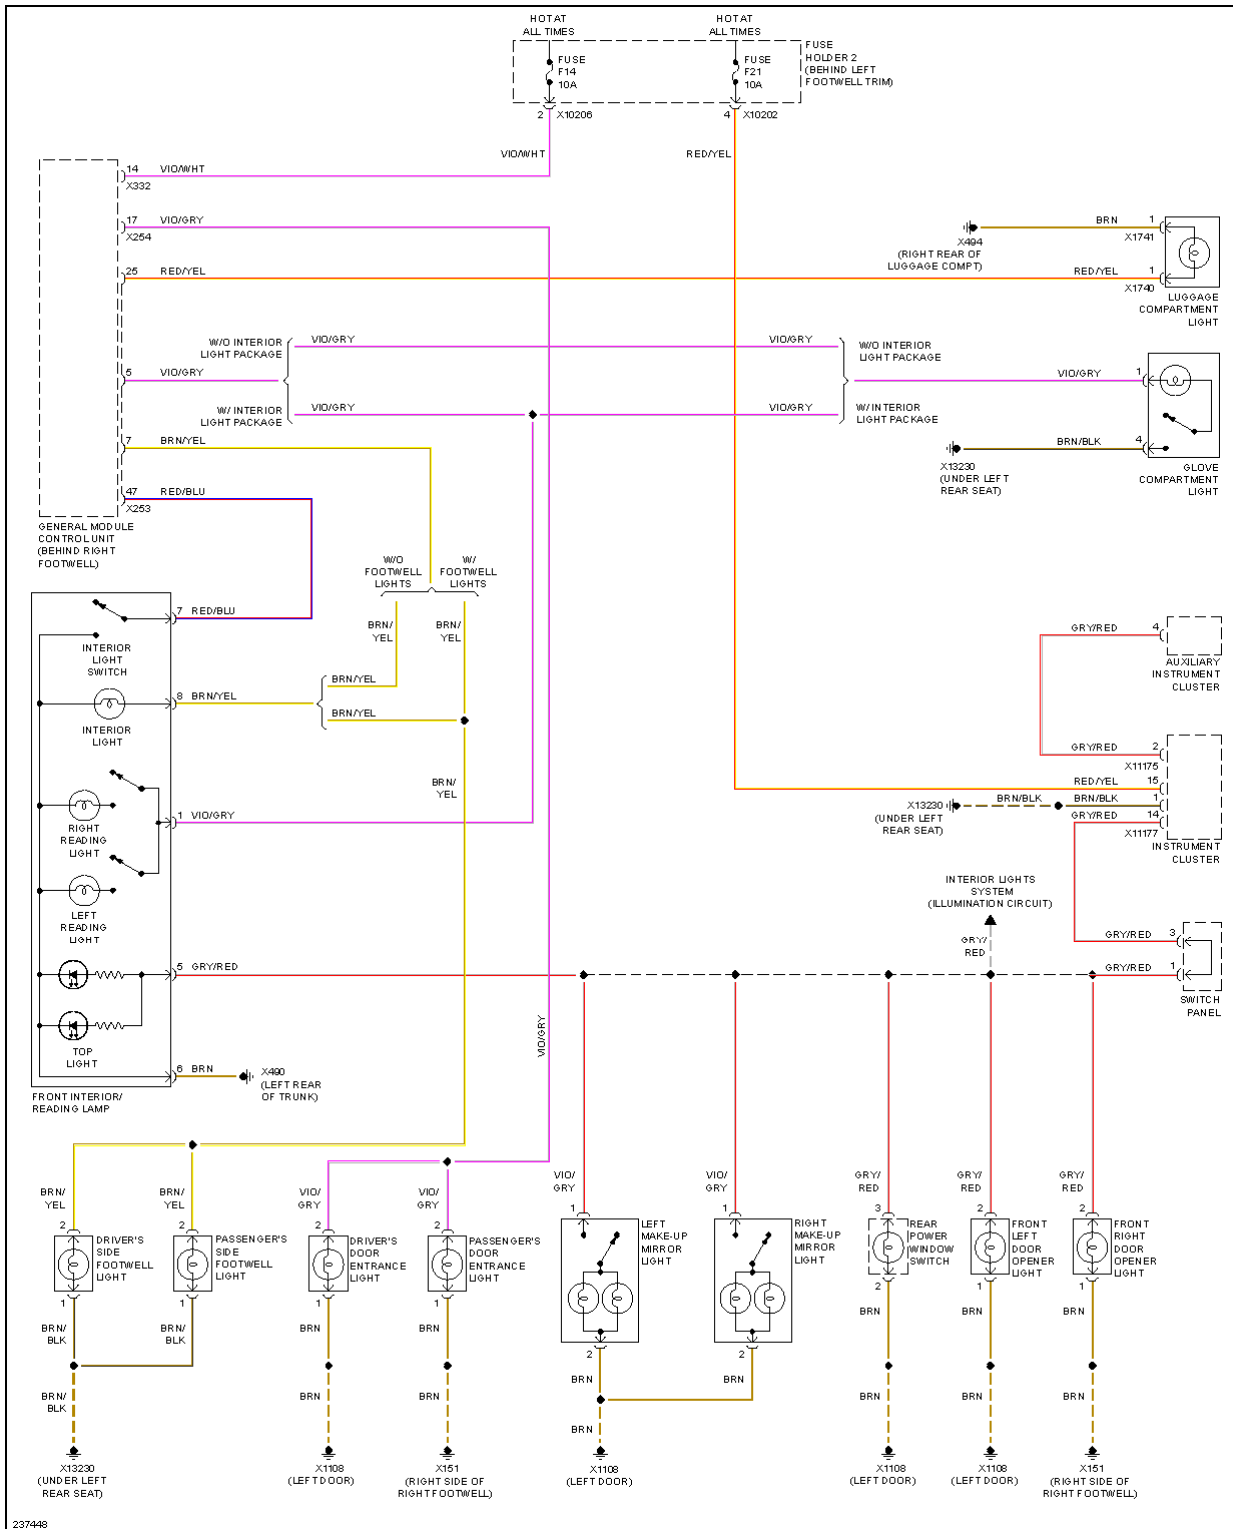 HOT AT
ALL TIMES
HOT AT
ALL TIMES
FUSE
F14
10A
FUSE
F21
10A
FUSE
HOLDER 2
(BEHIND LEFT
FOOTWELL TRIM)
2
X10206
4
X10202
VIO/WHT
RED/YEL
14
VIO/WHT
X332
17
VIO/GRY
X254
25
RED/YEL
5
VIO/GRY
7
BRN/YEL
47
RED/BLU
X253
GENERAL MODULE
CONTROL UNIT
(BEHIND RIGHT
FOOTWELL)
W/O INTERIOR
LIGHT PACKAGE
VIO/GRY
VIO/GRY
W/O INTERIOR
LIGHT PACKAGE
W/ INTERIOR
LIGHT PACKAGE
VIO/GRY
VIO/GRY
W/ INTERIOR
LIGHT PACKAGE
X494
(RIGHT REAR OF
LUGGAGE COMPT)
BRN
1
X1741
RED/YEL
1
X1740
LUGGAGE
COMPARTMENT
LIGHT
VIO/GRY
1
BRN/BLK
4
X13230
(UNDER LEFT
REAR SEAT)
GLOVE
COMPARTMENT
LIGHT
W/O
FOOTWELL
LIGHTS
W/
FOOTWELL
LIGHTS
BRN/
YEL
BRN/
YEL
BRN/YEL
BRN/YEL
BRN/
YEL
7
RED/BLU
INTERIOR
LIGHT
SWITCH
8
BRN/YEL
INTERIOR
LIGHT
RIGHT
READING
LIGHT
1
VIO/GRY
LEFT
READING
LIGHT
5
GRY/RED
TOP
LIGHT
6
BRN
X490
(LEFT REAR
OF TRUNK)
FRONT INTERIOR/
READING LAMP
GRY/RED
4
AUXILIARY
INSTRUMENT
CLUSTER
GRY/RED
2
X11175
RED/YEL
15
X13230
(UNDER LEFT
REAR SEAT)
BRN/BLK
BRN/BLK
1
GRY/RED
14
X11177
INSTRUMENT
CLUSTER
INTERIOR LIGHTS
SYSTEM
(ILLUMINATION CIRCUIT)
GRY/
RED
GRY/RED
3
GRY/RED
1
SWITCH
PANEL
VIO/GRY
BRN/
YEL
BRN/
YEL
VIO/
GRY
VIO/
GRY
VIO/
GRY
VIO/
GRY
GRY/
RED
GRY/
RED
GRY/
RED
2
DRIVER'S
SIDE
FOOTWELL
LIGHT
1
2
PASSENGER'S
SIDE
FOOTWELL
LIGHT
1
2
DRIVER'S
DOOR
ENTRANCE
LIGHT
1
2
PASSENGER'S
DOOR
ENTRANCE
LIGHT
1
1
LEFT
MAKE-UP
MIRROR
LIGHT
2
1
RIGHT
MAKE-UP
MIRROR
LIGHT
2
3
REAR
POWER
WINDOW
SWITCH
2
2
FRONT
LEFT
DOOR
OPENER
LIGHT
1
2
FRONT
RIGHT
DOOR
OPENER
LIGHT
1
BRN/
BLK
BRN/
BLK
BRN
BRN
BRN
BRN
BRN
BRN
BRN
BRN/
BLK
BRN
BRN
BRN
BRN
BRN
BRN
X13230
(UNDER LEFT
REAR SEAT)
X1108
(LEFT DOOR)
X151
(RIGHT SIDE OF
RIGHT FOOTWELL)
X1108
(LEFT DOOR)
X1108
(LEFT DOOR)
X1108
(LEFT DOOR)
X151
(RIGHT SIDE OF
RIGHT FOOTWELL)
237448